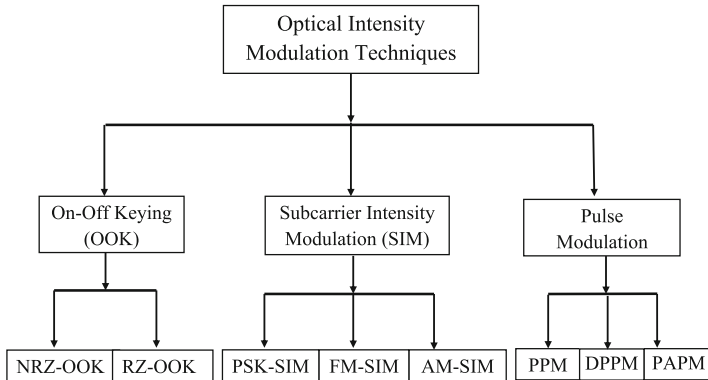 Optical Intensity
Modulation Techniques
On-Off Keying
(OOK)
Subcarrier Intensity
Modulation (SIM)
Pulse
Modulation
NRZ-OOK
RZ-OOK
PSK-SIM
FM-SIM
AM-SIM
PPM
DPPM
PAPM